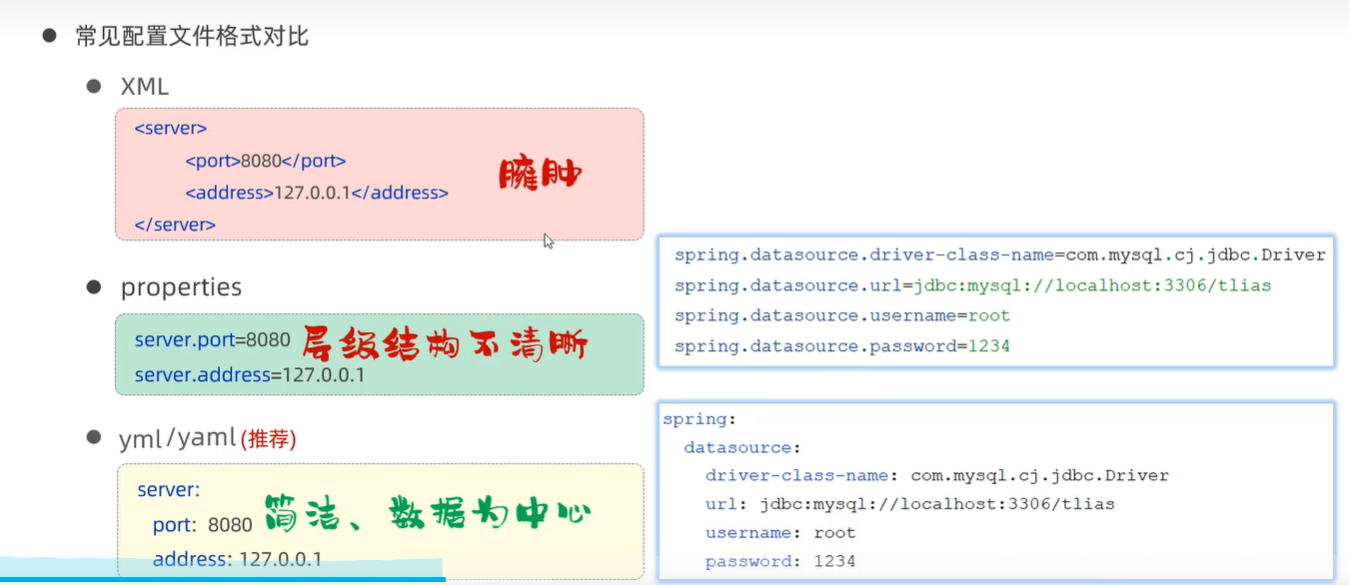 常见配置文件格式对比
XML
<server>
<port>8080</port>
<address>127.0.0.1</address>
</server>
臃肿
properties
server.port=8080
server.address=127.0.0.1
层级结构不清晰
spring.datasource.driver-class-name=com.mysql.cj.jdbc.Driver
spring.datasource.url=jdbc:mysql://localhost:3306/tlias
spring.datasource.username=root
spring.datasource.password=1234
yml/yaml(推荐)
server:
port: 8080
address: 127.0.0.1
简洁、数据为中心
spring:
datasource:
driver-class-name: com.mysql.cj.jdbc.Driver
url: jdbc:mysql://localhost:3306/tlias
username: root
password: 1234